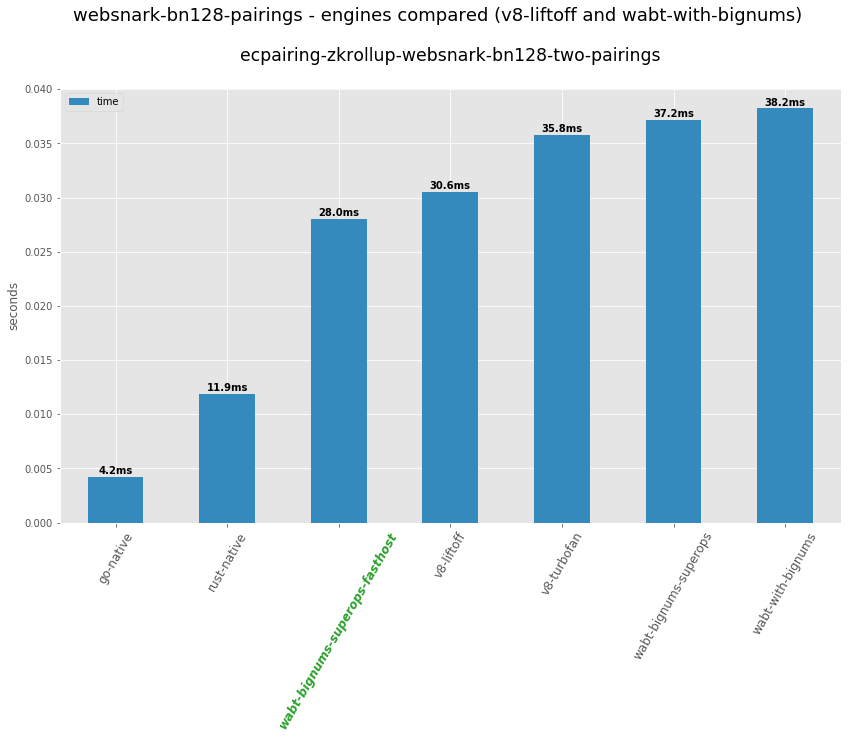 websnark-bn128-pairings - engines compared (v8-liftoff and wabt-with-bignums)
ecpairing-zkrollup-websnark-bn128-two-pairings
time
seconds
0.040
0.035
0.030
0.025
0.020
0.015
0.010
0.005
0.000
4.2ms
11.9ms
28.0ms
30.6ms
35.8ms
37.2ms
38.2ms
go-native
rust-native
wabt-bignums-superops-fasthost
v8-liftoff
v8-turbofan
wabt-bignums-superops
wabt-with-bignums